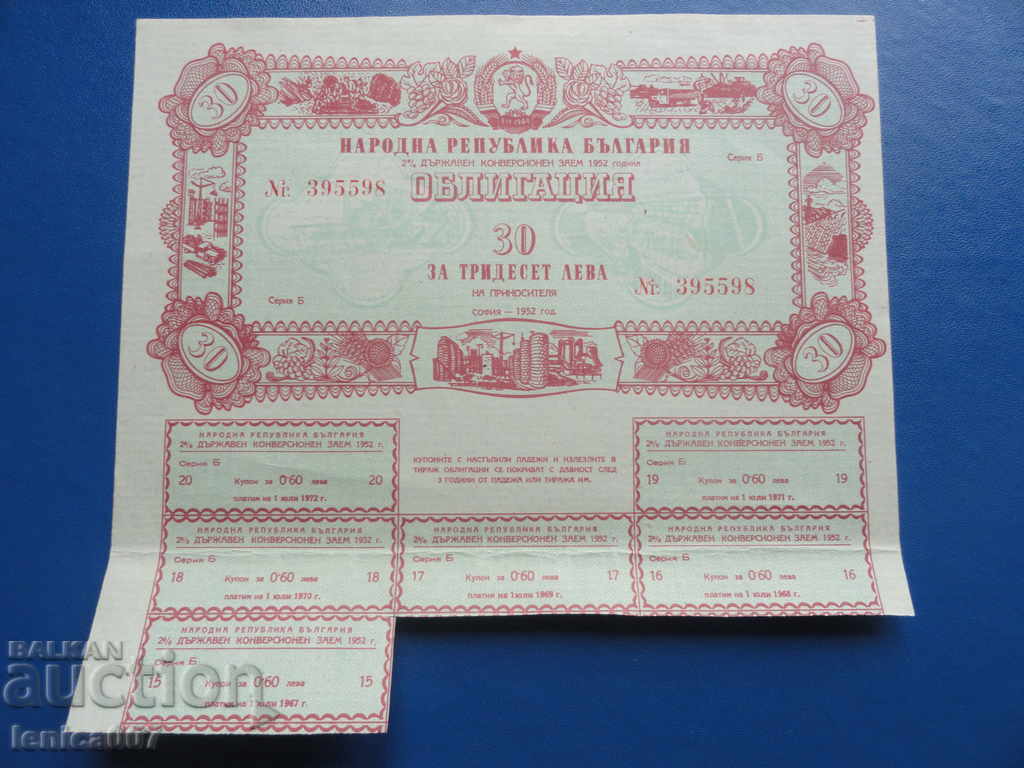 30
30
НАРОДНА РЕПУБЛИКА БЪЛГАРИЯ
2% ДЪРЖАВЕН КОНВЕРСИОНЕН ЗАЕМ 1952 година
Серия Б
ОБЛИГАЦИЯ
№ 395598
30
ЗА ТРИДЕСЕТ ЛЕВА
№ 395598
НА ПРИНОСИТЕЛЯ
Серия Б
СОФИЯ — 1952 год.
30
30
НАРОДНА РЕПУБЛИКА БЪЛГАРИЯ
2% ДЪРЖАВЕН КОНВЕРСИОНЕН ЗАЕМ 1952 г.
Серия Б
20 Купон за 0·60 лева 20
платим на 1 юли 1972 г.
КУПОНИТЕ С НАСТЪПИЛИ ПАДЕЖИ И ИЗЛЕЗЛИТЕ В
ТИРАЖ ОБЛИГАЦИИ СЕ ПОКРИВАТ С ДАВНОСТ СЛЕД
3 ГОДИНИ ОТ ПАДЕЖА ИЛИ ТИРАЖА ИМ.
НАРОДНА РЕПУБЛИКА БЪЛГАРИЯ
2% ДЪРЖАВЕН КОНВЕРСИОНЕН ЗАЕМ 1952 г.
Серия Б
19 Купон за 0·60 лева 19
платим на 1 юли 1971 г.
НАРОДНА РЕПУБЛИКА БЪЛГАРИЯ
2% ДЪРЖАВЕН КОНВЕРСИОНЕН ЗАЕМ 1952 г.
Серия Б
18 Купон за 0·60 лева 18
платим на 1 юли 1970 г.
НАРОДНА РЕПУБЛИКА БЪЛГАРИЯ
2% ДЪРЖАВЕН КОНВЕРСИОНЕН ЗАЕМ 1952 г.
Серия Б
17 Купон за 0·60 лева 17
платим на 1 юли 1969 г.
НАРОДНА РЕПУБЛИКА БЪЛГАРИЯ
2% ДЪРЖАВЕН КОНВЕРСИОНЕН ЗАЕМ 1952 г.
Серия Б
16 Купон за 0·60 лева 16
платим на 1 юли 1968 г.
НАРОДНА РЕПУБЛИКА БЪЛГАРИЯ
2% ДЪРЖАВЕН КОНВЕРСИОНЕН ЗАЕМ 1952 г.
Серия Б
15 Купон за 0·60 лева 15
платим на 1 юли 1967 г.
BALKAN
auction
lenica007